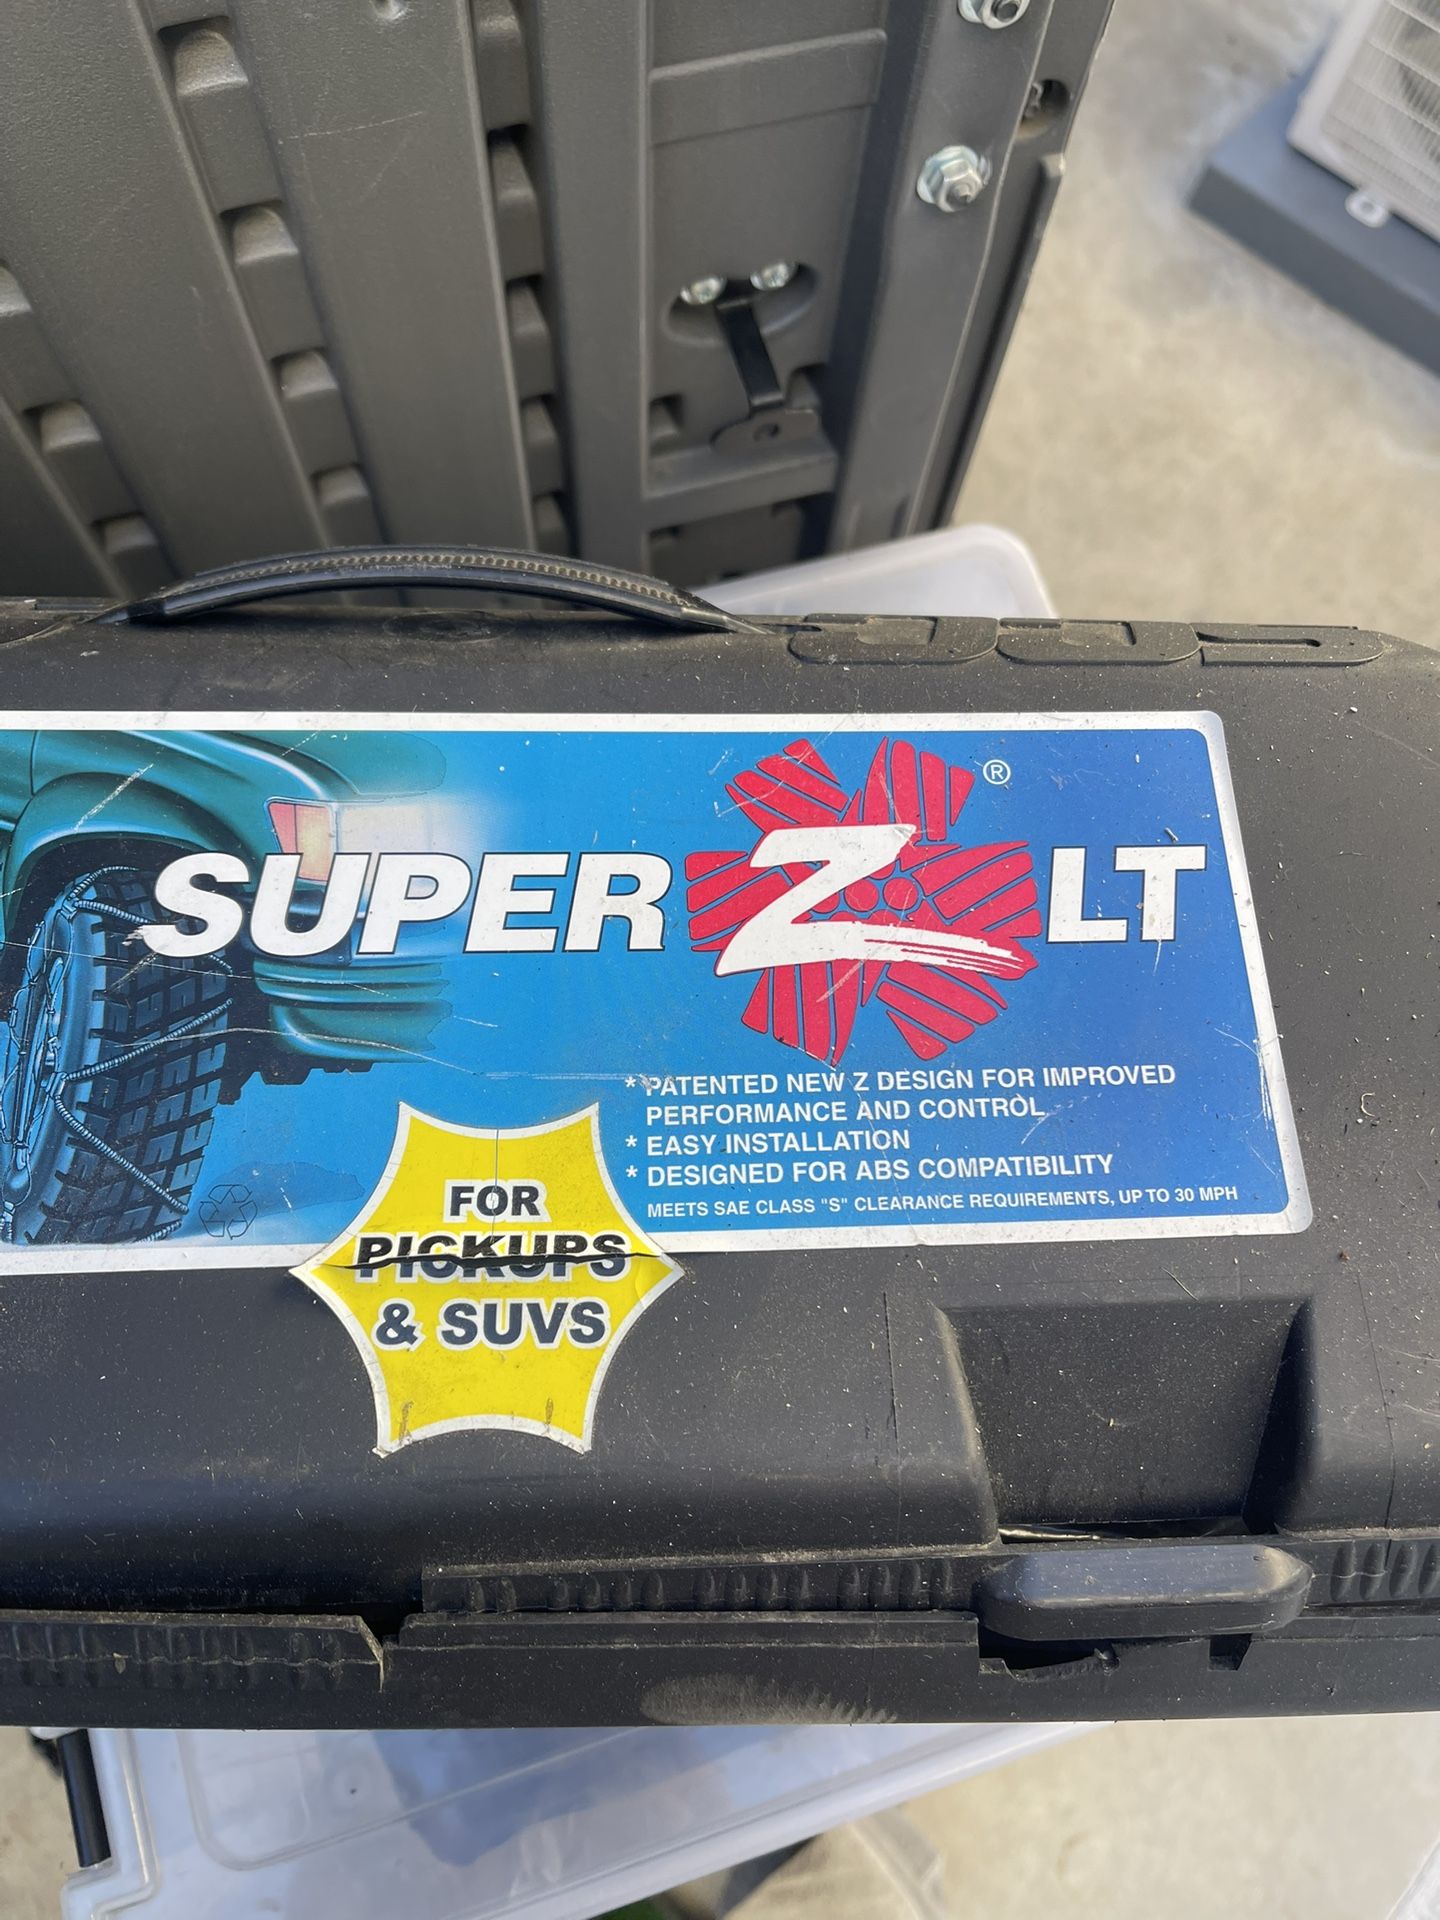 SUPER Z LT
®
* PATENTED NEW Z DESIGN FOR IMPROVED
PERFORMANCE AND CONTROL
* EASY INSTALLATION
* DESIGNED FOR ABS COMPATIBILITY
MEETS SAE CLASS "S" CLEARANCE REQUIREMENTS, UP TO 30 MPH
FOR
PICKUPS
& SUVS